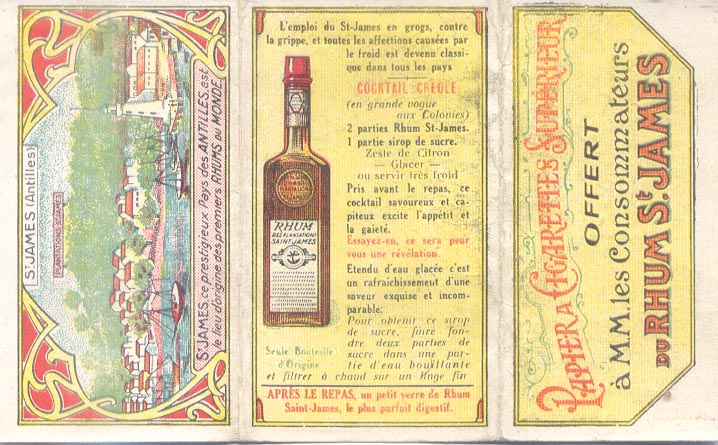 St JAMES (Antilles)
PLANTATIONS St JAMES
St JAMES, ce prestigieux Pays des ANTILLES, est
le lieu d'origine des premiers RHUMS du MONDE.
L'emploi du St-James en grogs, contre
la grippe, et toutes les affections causées par
le froid est devenu classi-
que dans tous les pays
COCKTAIL CREOLE
(en grande vogue
aux Colonies)
2 parties Rhum St-James.
1 partie sirop de sucre.
Zeste de Citron
— Glacer —
ou servir très froid
Pris avant le repas, ce
cocktail savoureux et ca-
piteux excite l'appétit et
la gaieté.
Essayez-en, ce sera pour
vous une révélation.
Etendu d'eau glacée c'est
un rafraichissement d'une
saveur exquise et incom-
parable.
Pour obtenir ce sirop
de sucre, faire fon-
dre deux parties de
sucre dans une par-
tie d'eau bouillante
et filtrer à chaud sur un linge fin
RHUM
DES PLANTATIONS
SAINT-JAMES
Seule Bouteille
d'Origine
APRÈS LE REPAS, un petit verre de Rhum
Saint-James, le plus parfait digestif.
PAPIER A CIGARETTES SUPÉRIEUR
OFFERT
à MM. les Consommateurs
DU RHUM St JAMES